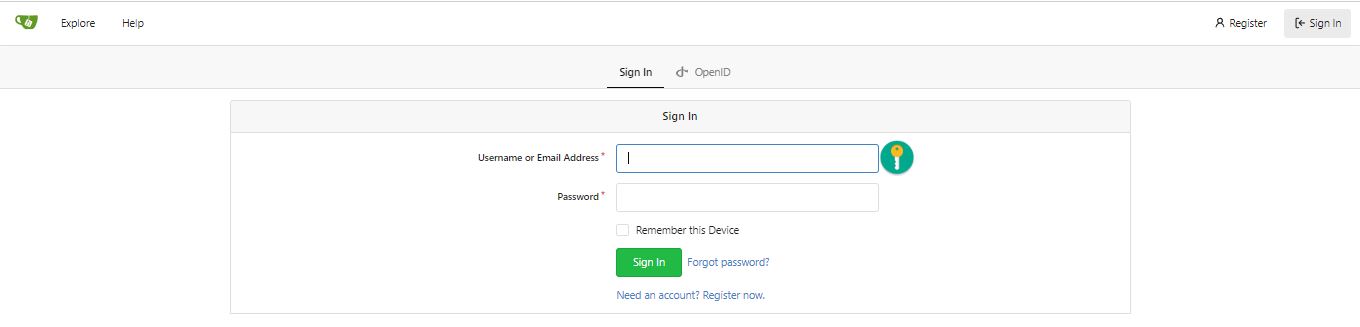 Explore Help Register Sign In
Sign In OpenID
Sign In
Username or Email Address *
Password *
Remember this Device
Sign In Forgot password?
Need an account? Register now.